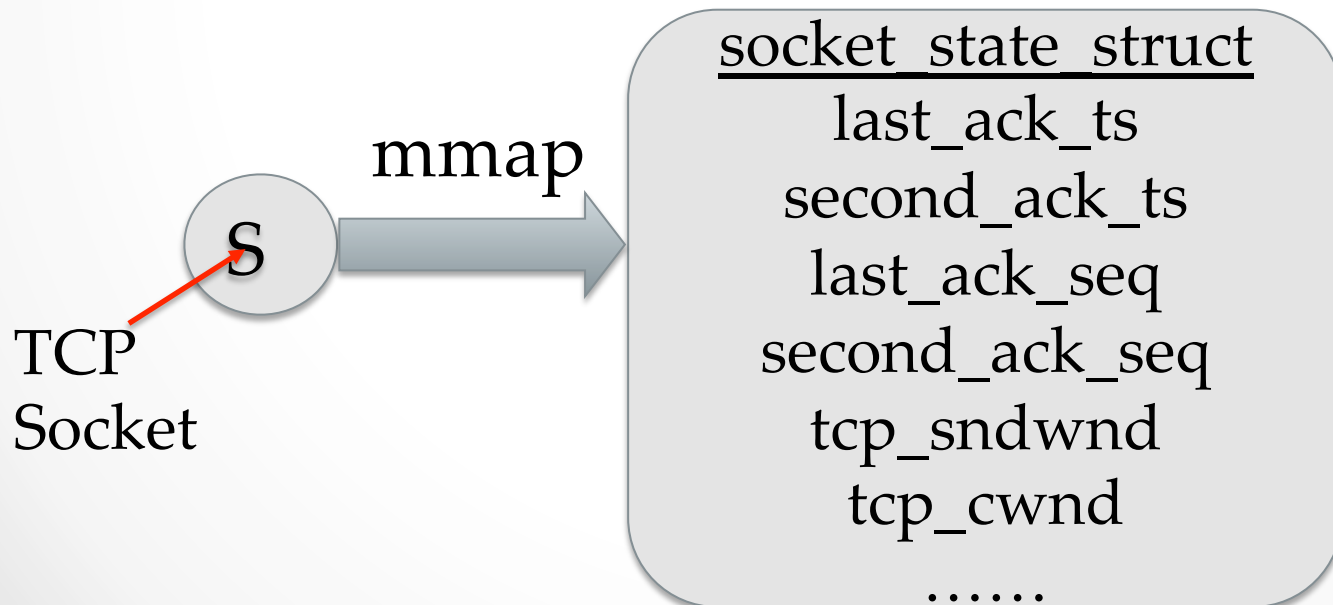 socket_state_struct
last_ack_ts
second_ack_ts
last_ack_seq
second_ack_seq
tcp_sndwnd
tcp_cwnd
......
mmap
S
TCP
Socket